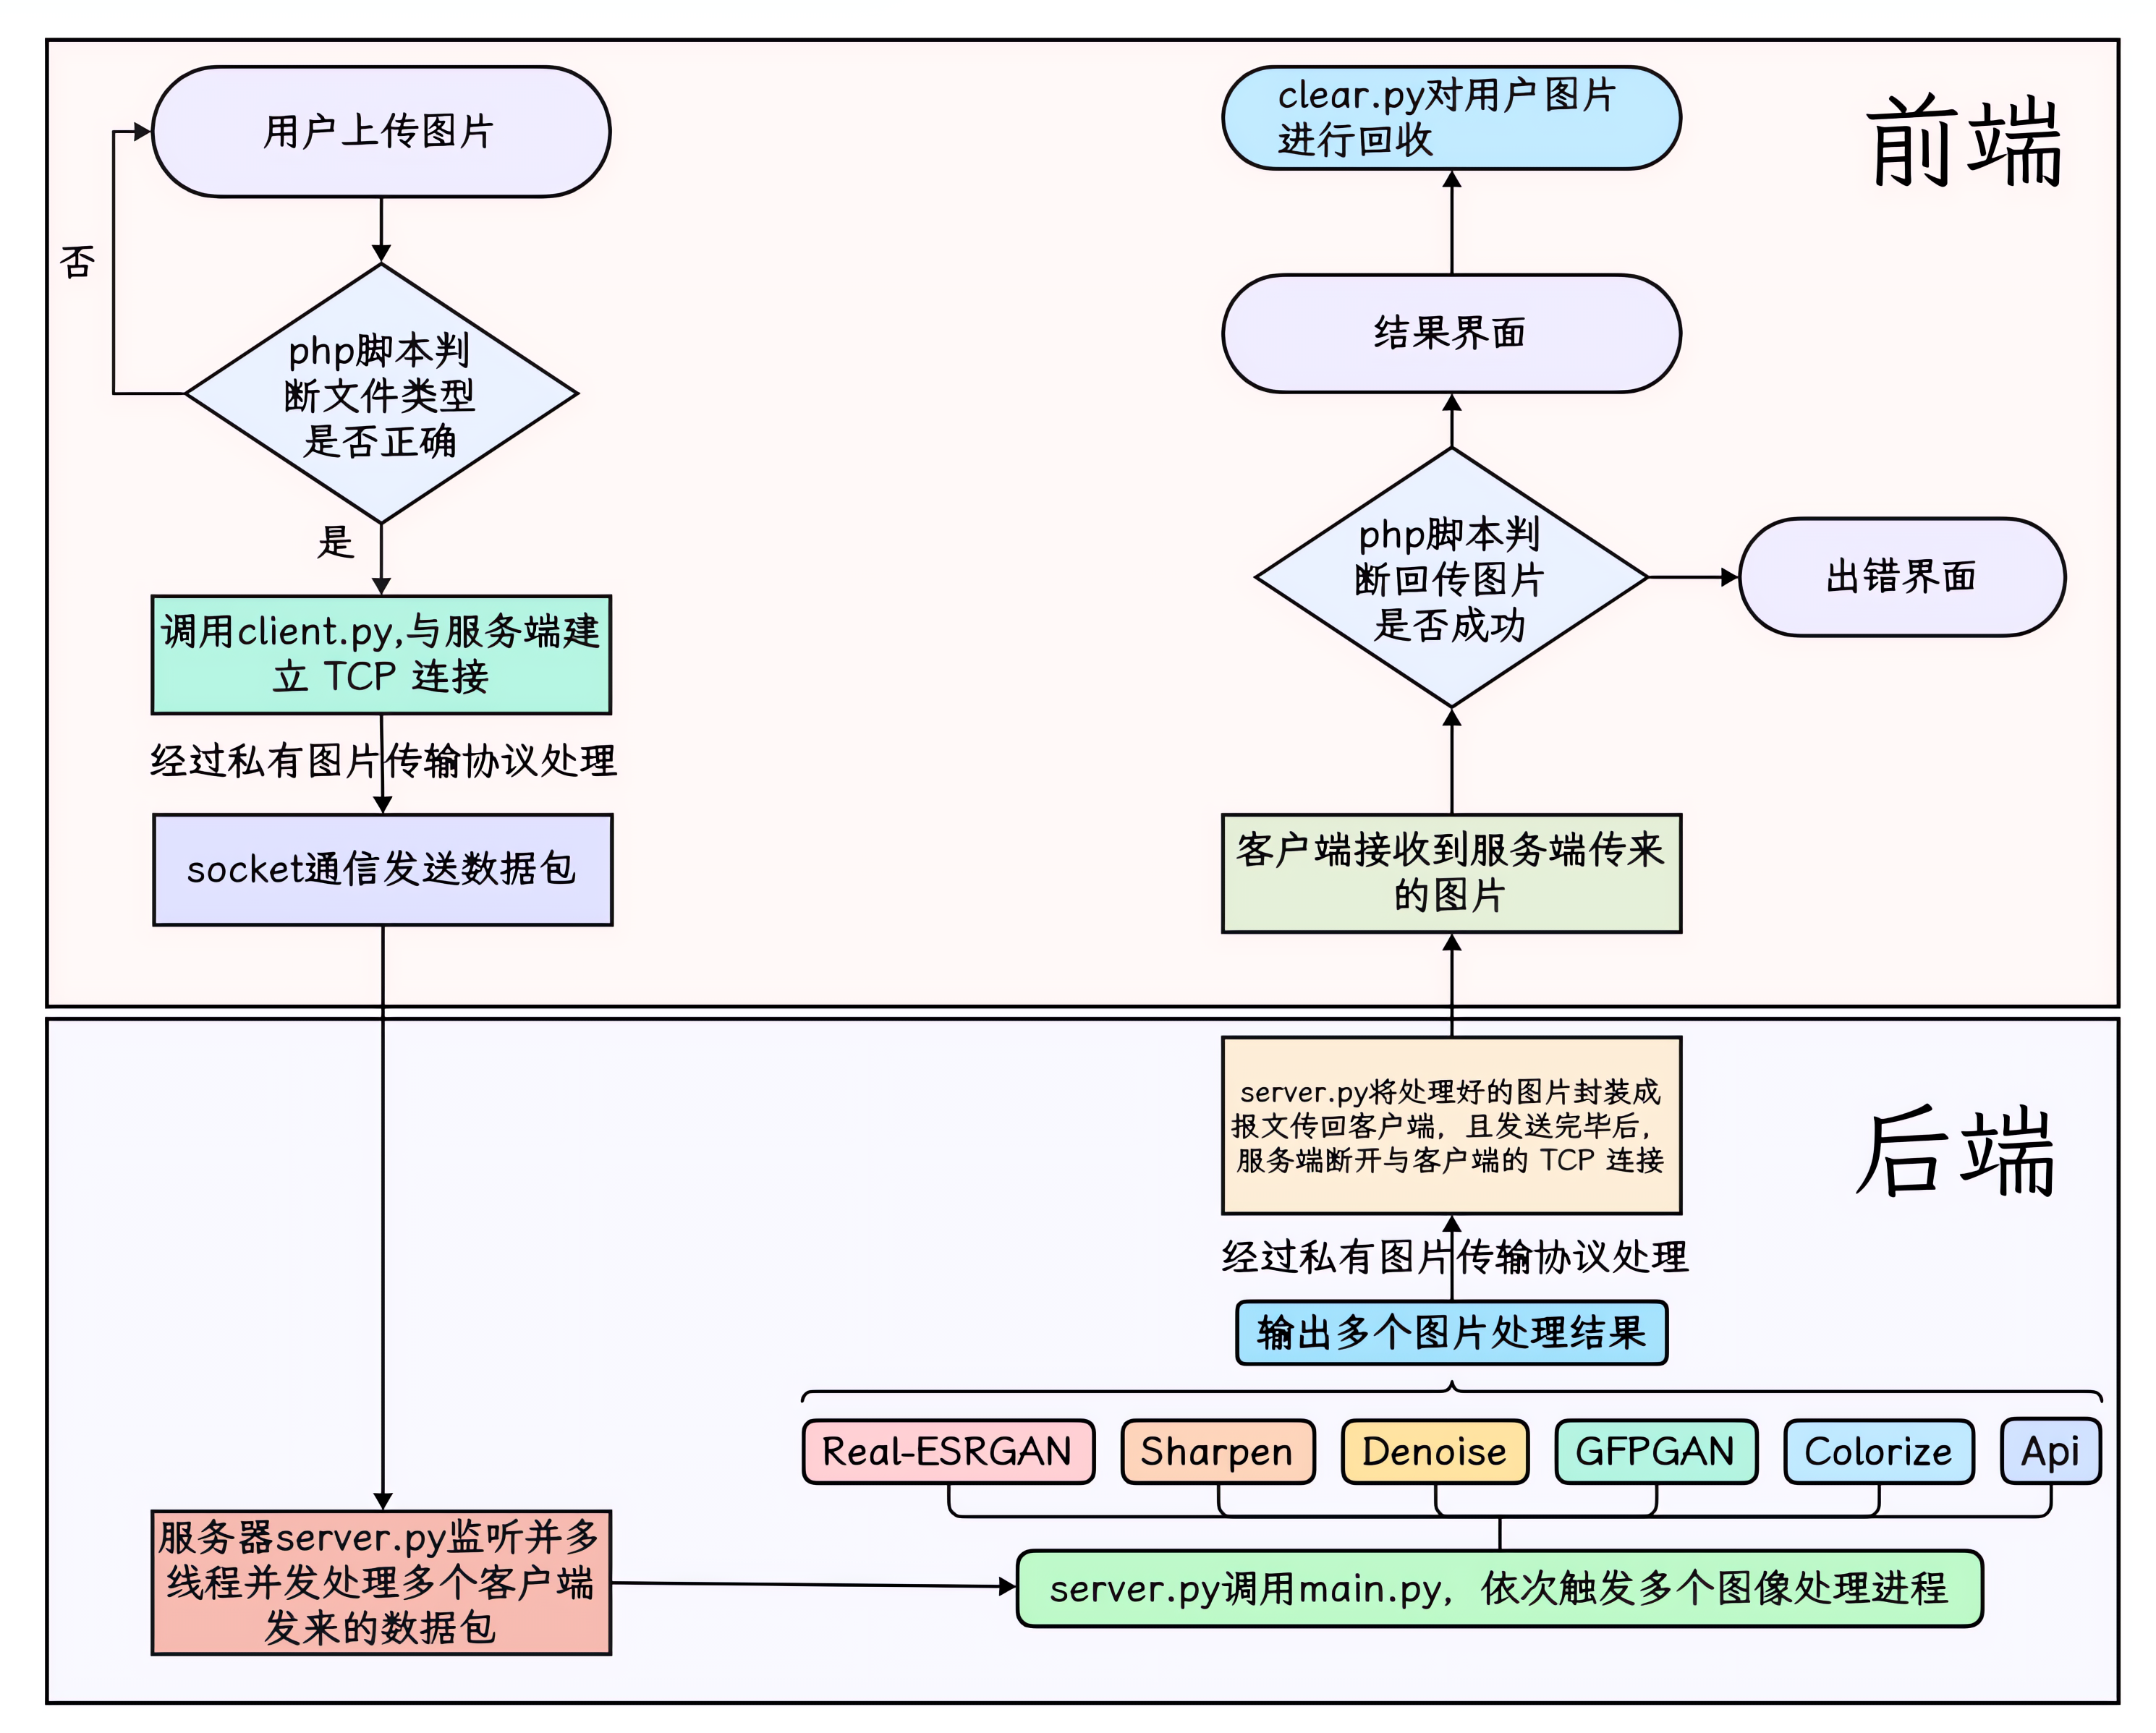 前端
用户上传图片
否
php脚本判
断文件类型
是否正确
是
调用client.py,与服务端建
立 TCP 连接
经过私有图片传输协议处理
socket通信发送数据包
clear.py对用户图片
进行回收
结果界面
php脚本判
断回传图片
是否成功
出错界面
客户端接收到服务端传来
的图片
后端
server.py将处理好的图片封装成
报文传回客户端，且发送完毕后，
服务端断开与客户端的 TCP 连接
经过私有图片传输协议处理
输出多个图片处理结果
Real-ESRGAN
Sharpen
Denoise
GFPGAN
Colorize
Api
服务器server.py监听并多
线程并发处理多个客户端
发来的数据包
server.py调用main.py，依次触发多个图像处理进程